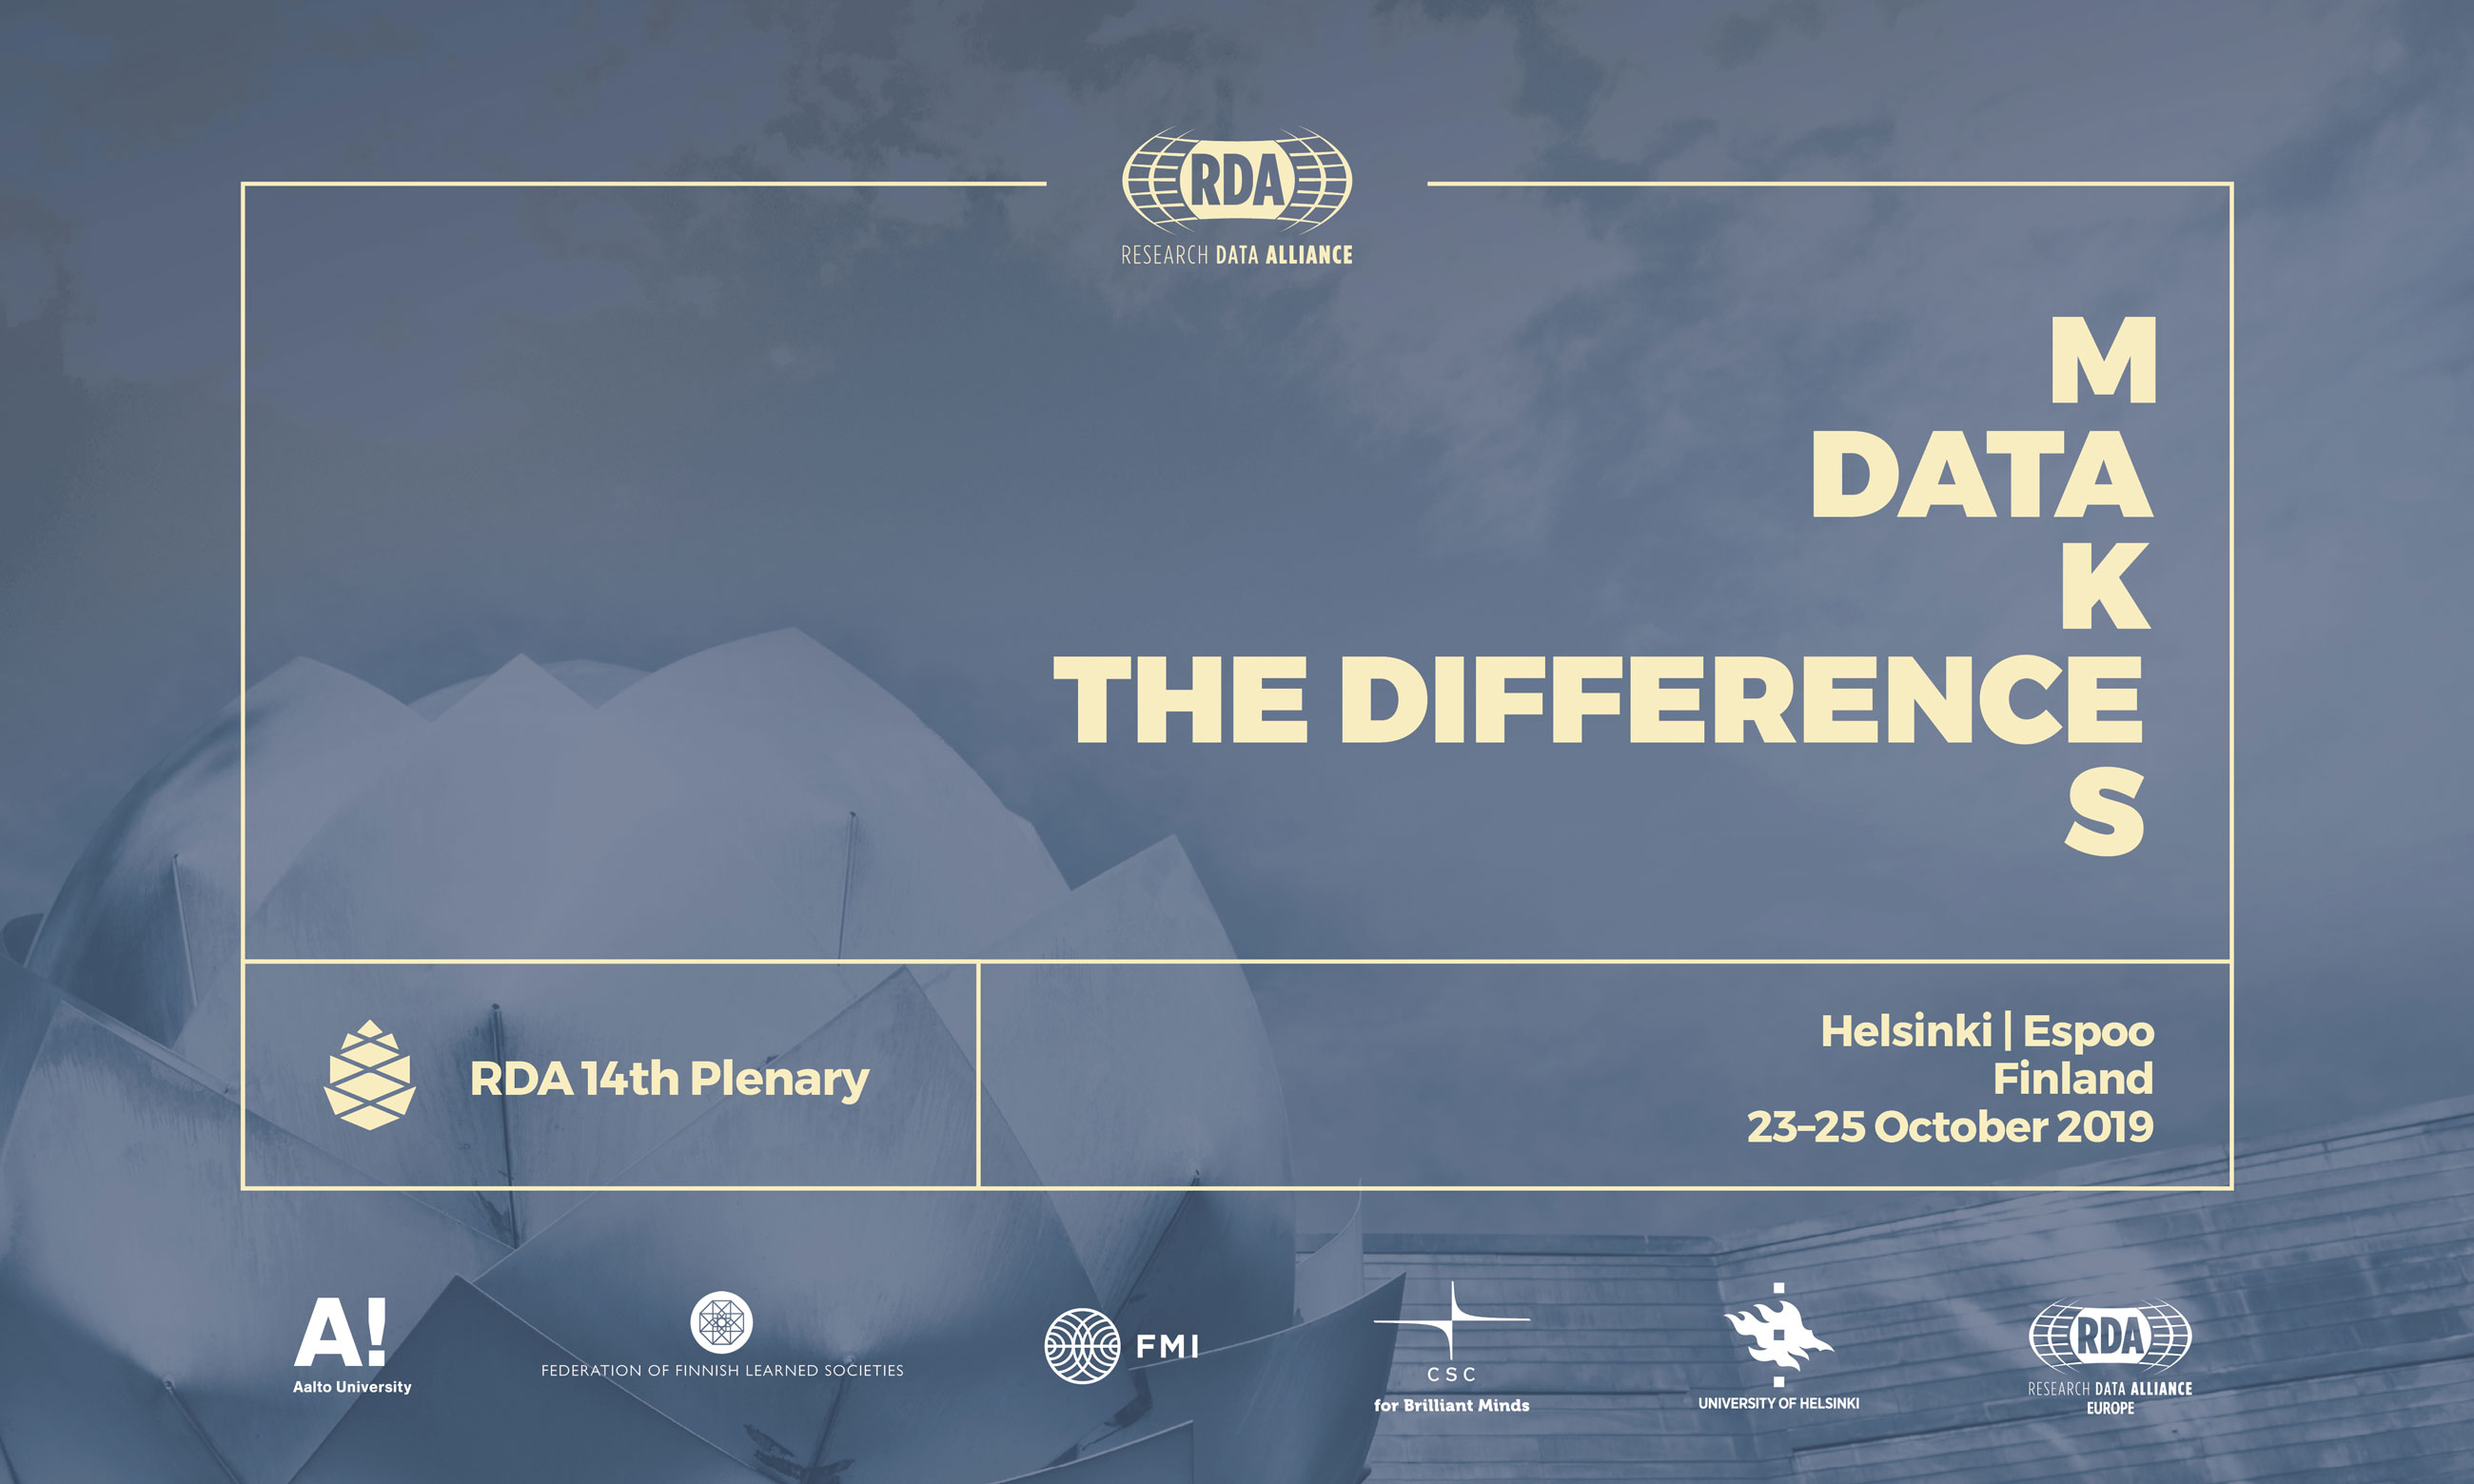 RDA
RESEARCH DATA ALLIANCE
M
DATA
K
THE DIFFERENCE
S
RDA 14th Plenary
Helsinki | Espoo
Finland
23–25 October 2019
A!
Aalto University
FEDERATION OF FINNISH LEARNED SOCIETIES
FMI
CSC
for Brilliant Minds
UNIVERSITY OF HELSINKI
RDA
RESEARCH DATA ALLIANCE
EUROPE